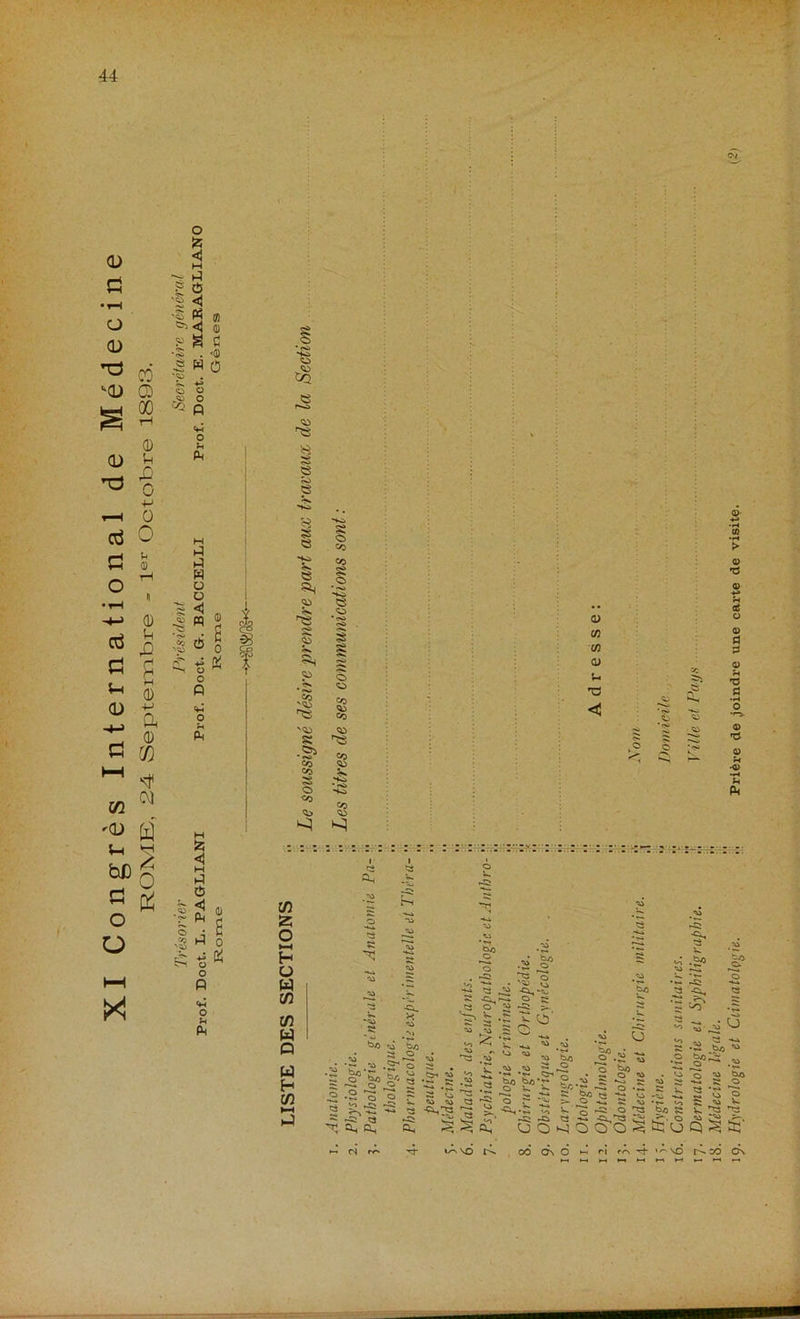 44
XI Congrès International de Médecine
ROME, 24 Septembre - 1er Octobre 1893.
Trésorier
Prof. Doct. L. PAGLIANI
Rome
Président
Prof. Doct. G. BACCELLI
Rome
Secrétaire général
Prof. Doct. E. MARAGLIANO
Gênes
LISTE DES SECTIONS
1. Anatomie.
2. Physiologie.
3. Pathologie générale et Anatomie Pa-
thologique.
4. Pharmacologie expérimentelle et Théra-
peutique.
5. Médecine.
6. Maladies des enfants.
7. Psychiatrie, Neuropathologie et Anthro-
pologie criminelle.
8. Chirurgie et Orthopédie.
9. Obstétrique et Gynécologie.
10. Laryngologie.
11. Otologie.
12. Ophtalmologie.
13. Odontologie.
14. Médecine et Chirurie militaire.
15. Hygiène.
16. Constructions sanitaires.
17. Dermatologie et Syphiligraphie.
18. Médecine légale.
19. Hydrologie et Climatologie.
Le soussigné désire prendre part aux travaux de la Section
Les titres de ses communications sont:
Adresse:
Nom
Domicile
Ville et Pays
Prière de joindre une carte de visite.
(2)